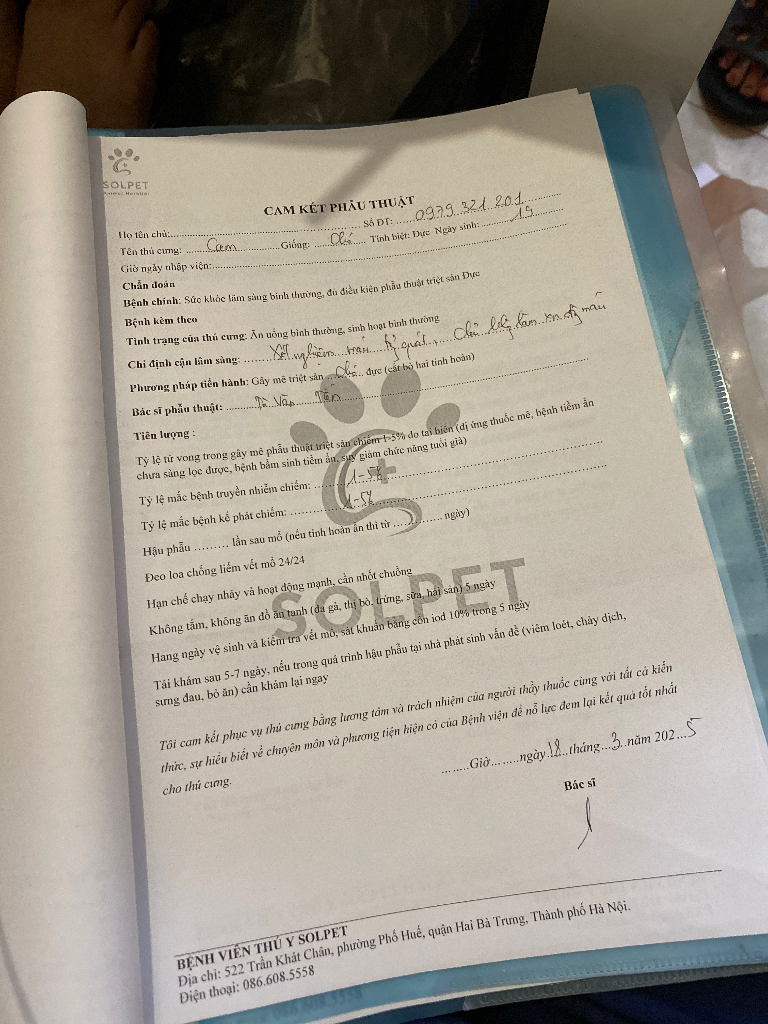 SOLPET
Animal Hospital
CAM KẾT PHẪU THUẬT
Họ tên chủ: Số ĐT: 0979 321 201
Tên thú cưng: Cam Giống: Chó Tính biệt: Đực Ngày sinh: 19
Giờ ngày nhập viện:
Chẩn đoán
Bệnh chính: Sức khỏe lâm sàng bình thường, đủ điều kiện phẫu thuật triệt sản Đực
Bệnh kèm theo
Tình trạng của thú cưng: Ăn uống bình thường, sinh hoạt bình thường
Chỉ định cận lâm sàng: Xét nghiệm máu tổng quát, Chủ không làm xn máu
Phương pháp tiến hành: Gây mê triệt sản Chó đực (cắt bỏ hai tinh hoàn)
Bác sĩ phẫu thuật: Tạ Văn
Tiên lượng :
Tỷ lệ tử vong trong gây mê phẫu thuật triệt sản chiếm 1-5% do tai biến (dị ứng thuốc mê, bệnh tiềm ẩn
chưa sàng lọc được, bệnh bẩm sinh tiềm ẩn, suy giảm chức năng tuổi già)
Tỷ lệ mắc bệnh truyền nhiễm chiếm: 1-5%
Tỷ lệ mắc bệnh kế phát chiếm: 1-5%
Hậu phẫu ......... lần sau mổ (nếu tinh hoàn ẩn thì từ ............ ngày)
Đeo loa chống liếm vết mổ 24/24
Hạn chế chạy nhảy và hoạt động mạnh, cần nhốt chuồng
Không tắm, không ăn đồ ăn tanh (da gà, thị bò, trứng, sữa, hải sản) 5 ngày
Hang ngày vệ sinh và kiểm tra vết mổ, sát khuẩn bằng cồn iod 10% trong 5 ngày
Tái khám sau 5-7 ngày, nếu trong quá trình hậu phẫu tại nhà phát sinh vấn đề (viêm loét, chảy dịch,
sưng đau, bỏ ăn) cần khám lại ngay
SOLPET
Tôi cam kết phục vụ thú cưng bằng lương tâm và trách nhiệm của người thầy thuốc cùng với tất cả kiến
thức, sự hiểu biết về chuyên môn và phương tiện hiện có của Bệnh viện để nỗ lực đem lại kết quả tốt nhất
cho thú cưng.
.......Giờ........ngày 18 tháng 3 năm 2025
Bác sĩ
BỆNH VIỆN THÚ Y SOLPET
Địa chỉ: 522 Trần Khát Chân, phường Phố Huế, quận Hai Bà Trưng, Thành phố Hà Nội.
Điện thoại: 086.608.5558